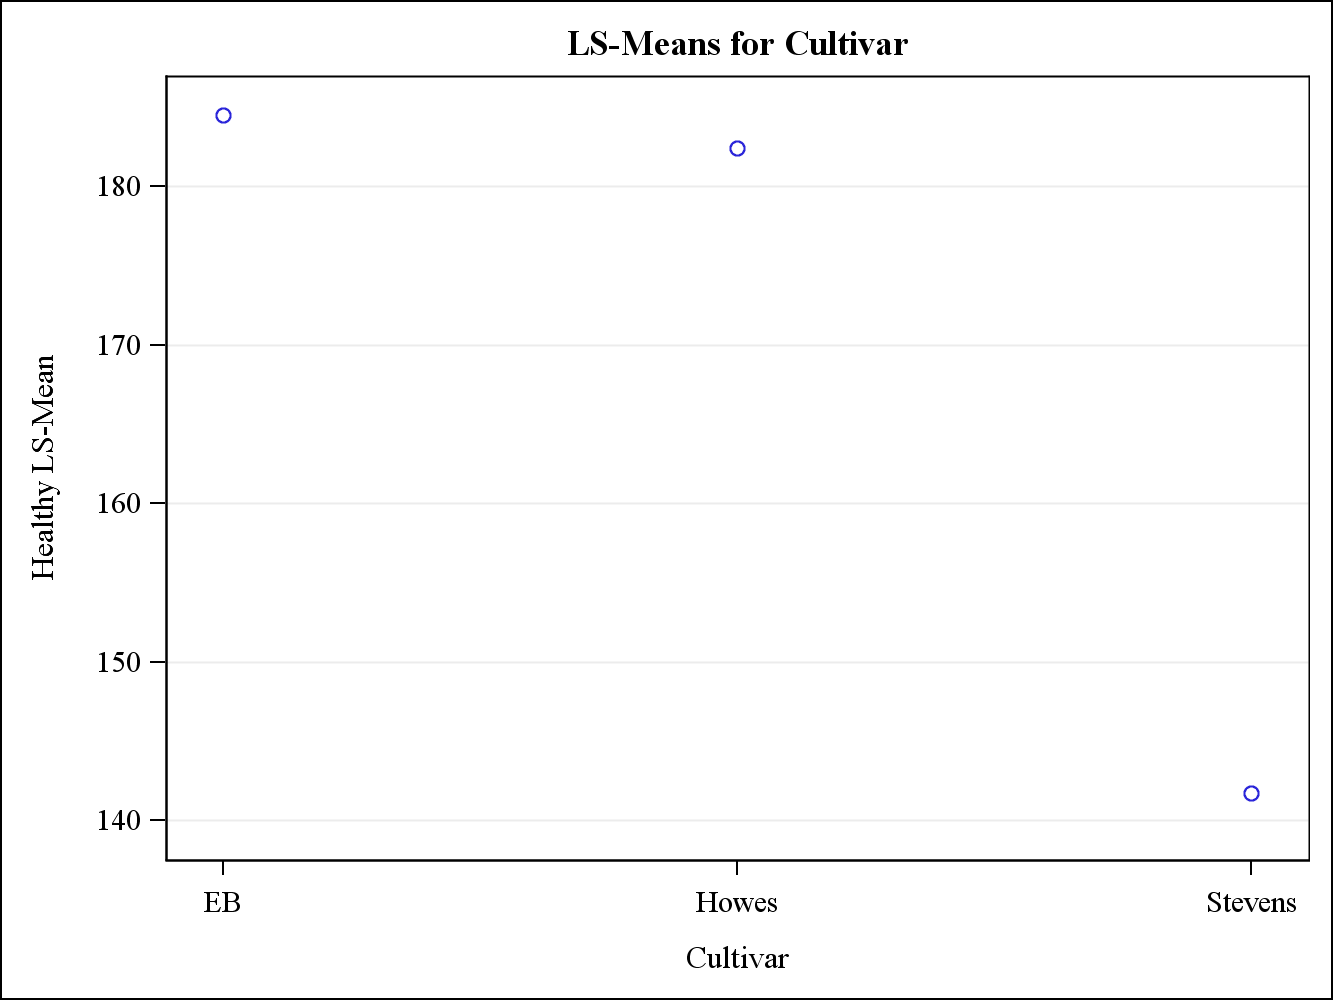 LS-Means for Cultivar
Healthy LS-Mean
180
170
160
150
140
EB
Howes
Stevens
Cultivar